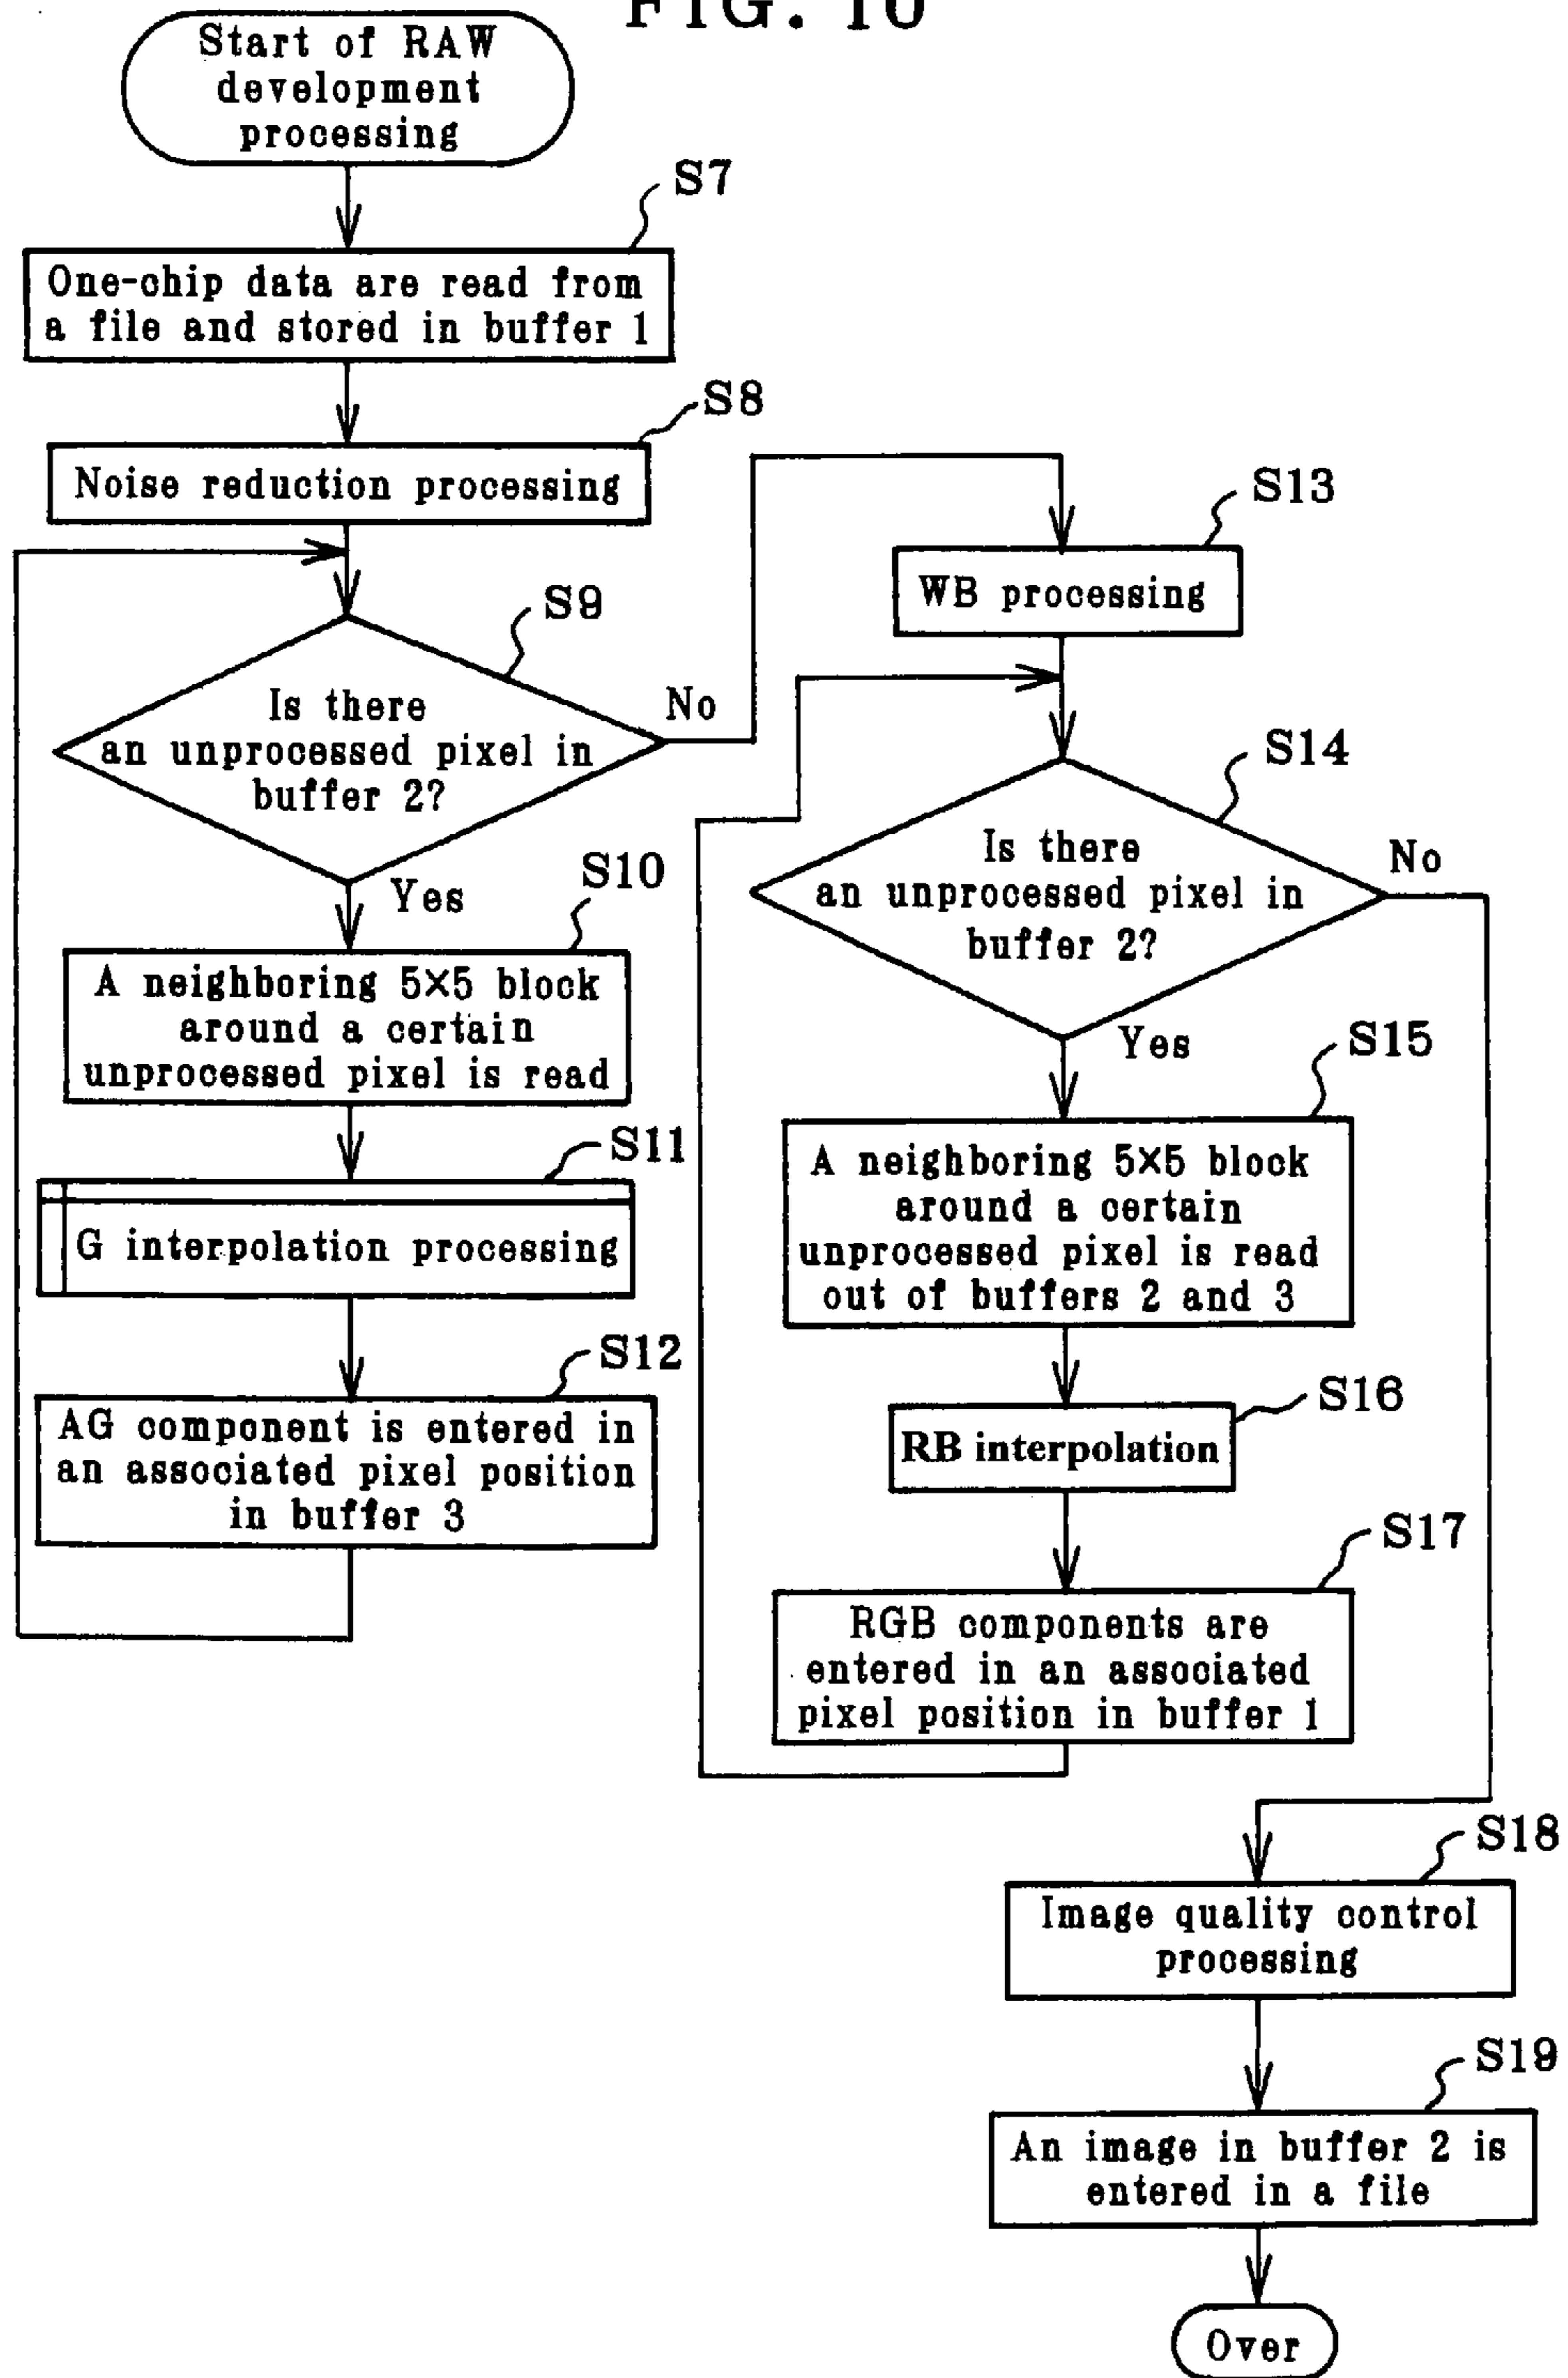 FIG. 10
Start of RAW
development
processing
S7
One-chip data are read from
a file and stored in buffer 1
S8
Noise reduction processing
S9
Is there
an unprocessed pixel in
buffer 2?
No
Yes
S10
A neighboring 5×5 block
around a certain
unprocessed pixel is read
S11
G interpolation processing
S12
AG component is entered in
an associated pixel position
in buffer 3
S13
WB processing
S14
Is there
an unprocessed pixel in
buffer 2?
No
Yes
S15
A neighboring 5×5 block
around a certain
unprocessed pixel is read
out of buffers 2 and 3
S16
RB interpolation
S17
RGB components are
entered in an associated
pixel position in buffer 1
S18
Image quality control
processing
S19
An image in buffer 2 is
entered in a file
Over